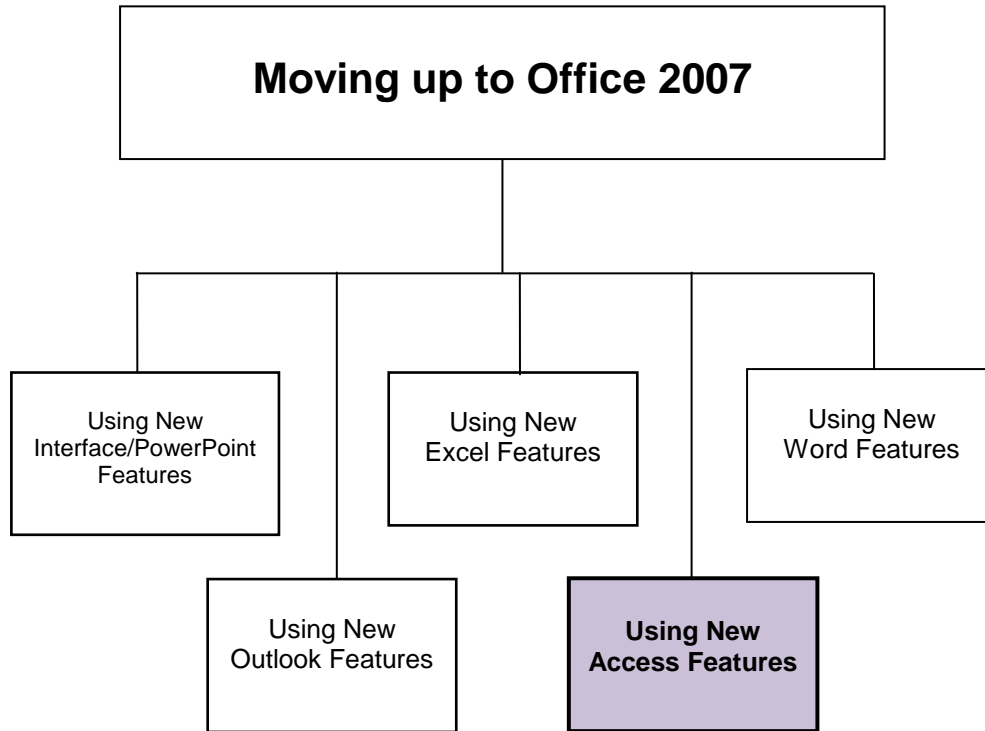 Moving up to Office 2007
Using New
Interface/PowerPoint
Features
Using New
Excel Features
Using New
Word Features
Using New
Outlook Features
Using New
Access Features